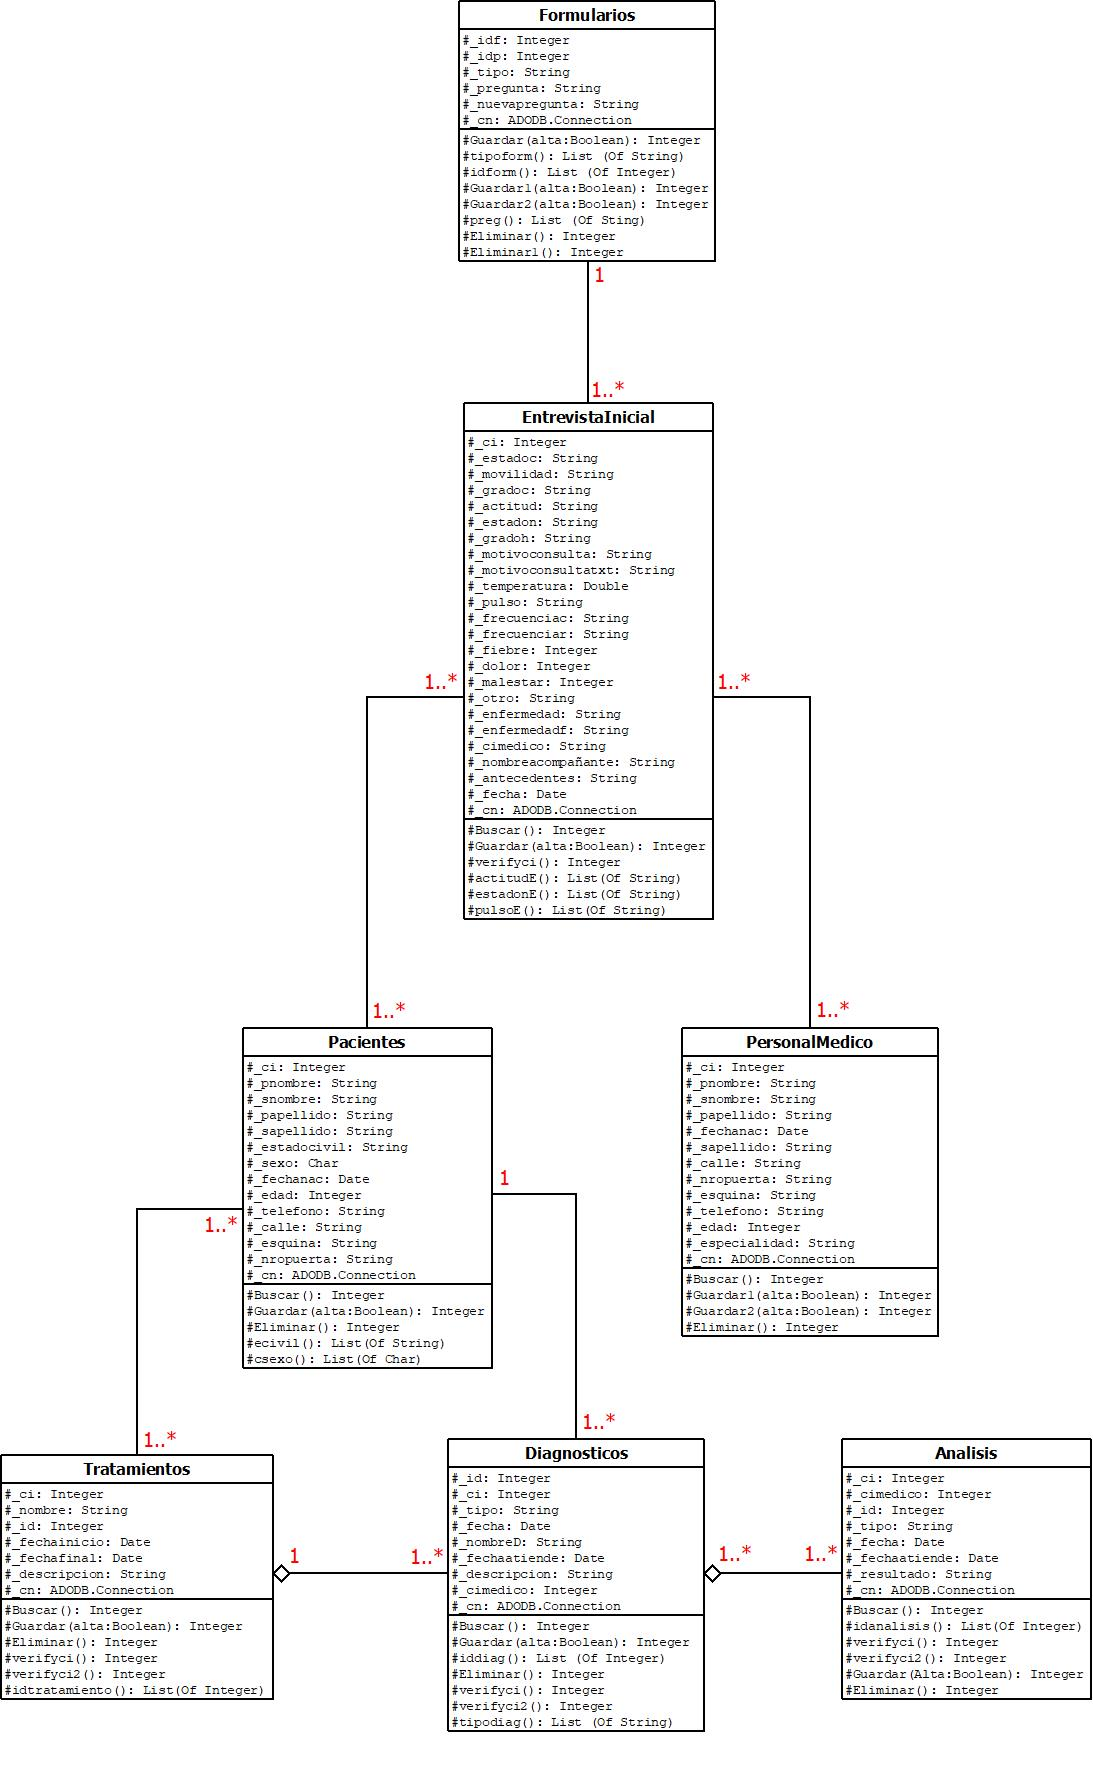 Formularios
#_idf: Integer
#_idp: Integer
#_tipo: String
#_pregunta: String
#_nuevapregunta: String
#_cn: ADODB.Connection
#Guardar(alta:Boolean): Integer
#tipoform(): List (Of String)
#idform(): List (Of Integer)
#Guardar1(alta:Boolean): Integer
#Guardar2(alta:Boolean): Integer
#preg(): List (Of Sting)
#Eliminar(): Integer
#Eliminar1(): Integer
1
1..*
EntrevistaInicial
#_ci: Integer
#_estadoc: String
#_movilidad: String
#_gradoc: String
#_actitud: String
#_estadon: String
#_gradoh: String
#_motivoconsulta: String
#_motivoconsultatxt: String
#_temperatura: Double
#_pulso: String
#_frecuenciac: String
#_frecuenciar: String
#_fiebre: Integer
#_dolor: Integer
#_malestar: Integer
#_otro: String
#_enfermedad: String
#_enfermedadf: String
#_cimedico: String
#_nombreacompañante: String
#_antecedentes: String
#_fecha: Date
#_cn: ADODB.Connection
#Buscar(): Integer
#Guardar(alta:Boolean): Integer
#verifyci(): Integer
#actitudE(): List(Of String)
#estadonE(): List(Of String)
#pulsoE(): List(Of String)
1..*
1..*
1..*
1..*
Pacientes
#_ci: Integer
#_pnombre: String
#_snombre: String
#_papellido: String
#_sapellido: String
#_estadocivil: String
#_sexo: Char
#_fechanac: Date
#_edad: Integer
#_telefono: String
#_calle: String
#_esquina: String
#_nropuerta: String
#_cn: ADODB.Connection
#Buscar(): Integer
#Guardar(alta:Boolean): Integer
#Eliminar(): Integer
#ecivil(): List(Of String)
#csexo(): List(Of Char)
PersonalMedico
#_ci: Integer
#_pnombre: String
#_snombre: String
#_papellido: String
#_fechanac: Date
#_sapellido: String
#_calle: String
#_nropuerta: String
#_esquina: String
#_telefono: String
#_edad: Integer
#_especialidad: String
#_cn: ADODB.Connection
#Buscar(): Integer
#Guardar1(alta:Boolean): Integer
#Guardar2(alta:Boolean): Integer
#Eliminar(): Integer
1
1..*
1..*
1..*
Tratamientos
#_ci: Integer
#_nombre: String
#_id: Integer
#_fechainicio: Date
#_fechafinal: Date
#_descripcion: String
#_cn: ADODB.Connection
#Buscar(): Integer
#Guardar(alta:Boolean): Integer
#Eliminar(): Integer
#verifyci(): Integer
#verifyci2(): Integer
#idtratamiento(): List(Of Integer)
1
1..*
Diagnosticos
#_id: Integer
#_ci: Integer
#_tipo: String
#_fecha: Date
#_nombreD: String
#_fechaatiende: Date
#_descripcion: String
#_cimedico: Integer
#_cn: ADODB.Connection
#Buscar(): Integer
#Guardar(alta:Boolean): Integer
#iddiag(): List (Of Integer)
#Eliminar(): Integer
#verifyci(): Integer
#verifyci2(): Integer
#tipodiag(): List (Of String)
1..*
1..*
Analisis
#_ci: Integer
#_cimedico: Integer
#_id: Integer
#_tipo: String
#_fecha: Date
#_fechaatiende: Date
#_resultado: String
#_cn: ADODB.Connection
#Buscar(): Integer
#idanalisis(): List(Of Integer)
#verifyci(): Integer
#verifyci2(): Integer
#Guardar(Alta:Boolean): Integer
#Eliminar(): Integer